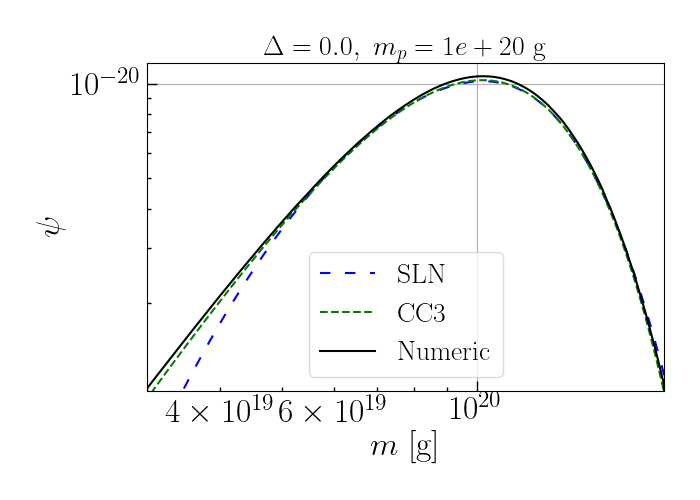 Δ = 0.0, m_p = 1e + 20 g
10^{-20}
ψ
SLN
CC3
Numeric
4 × 10^{19} 6 × 10^{19} 10^{20}
m [g]